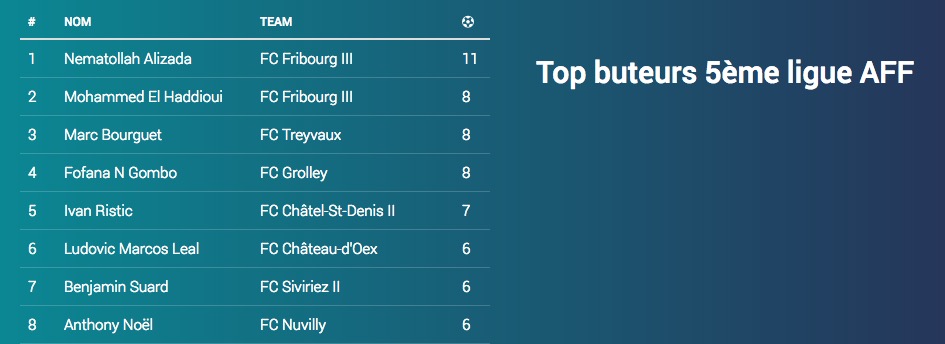 # NOM TEAM
1 Nematollah Alizada FC Fribourg III 11
2 Mohammed El Haddioui FC Fribourg III 8
3 Marc Bourguet FC Treyvaux 8
4 Fofana N Gombo FC Grolley 8
5 Ivan Ristic FC Châtel-St-Denis II 7
6 Ludovic Marcos Leal FC Château-d'Oex 6
7 Benjamin Suard FC Siviriez II 6
8 Anthony Noël FC Nuvilly 6
Top buteurs 5ème ligue AFF